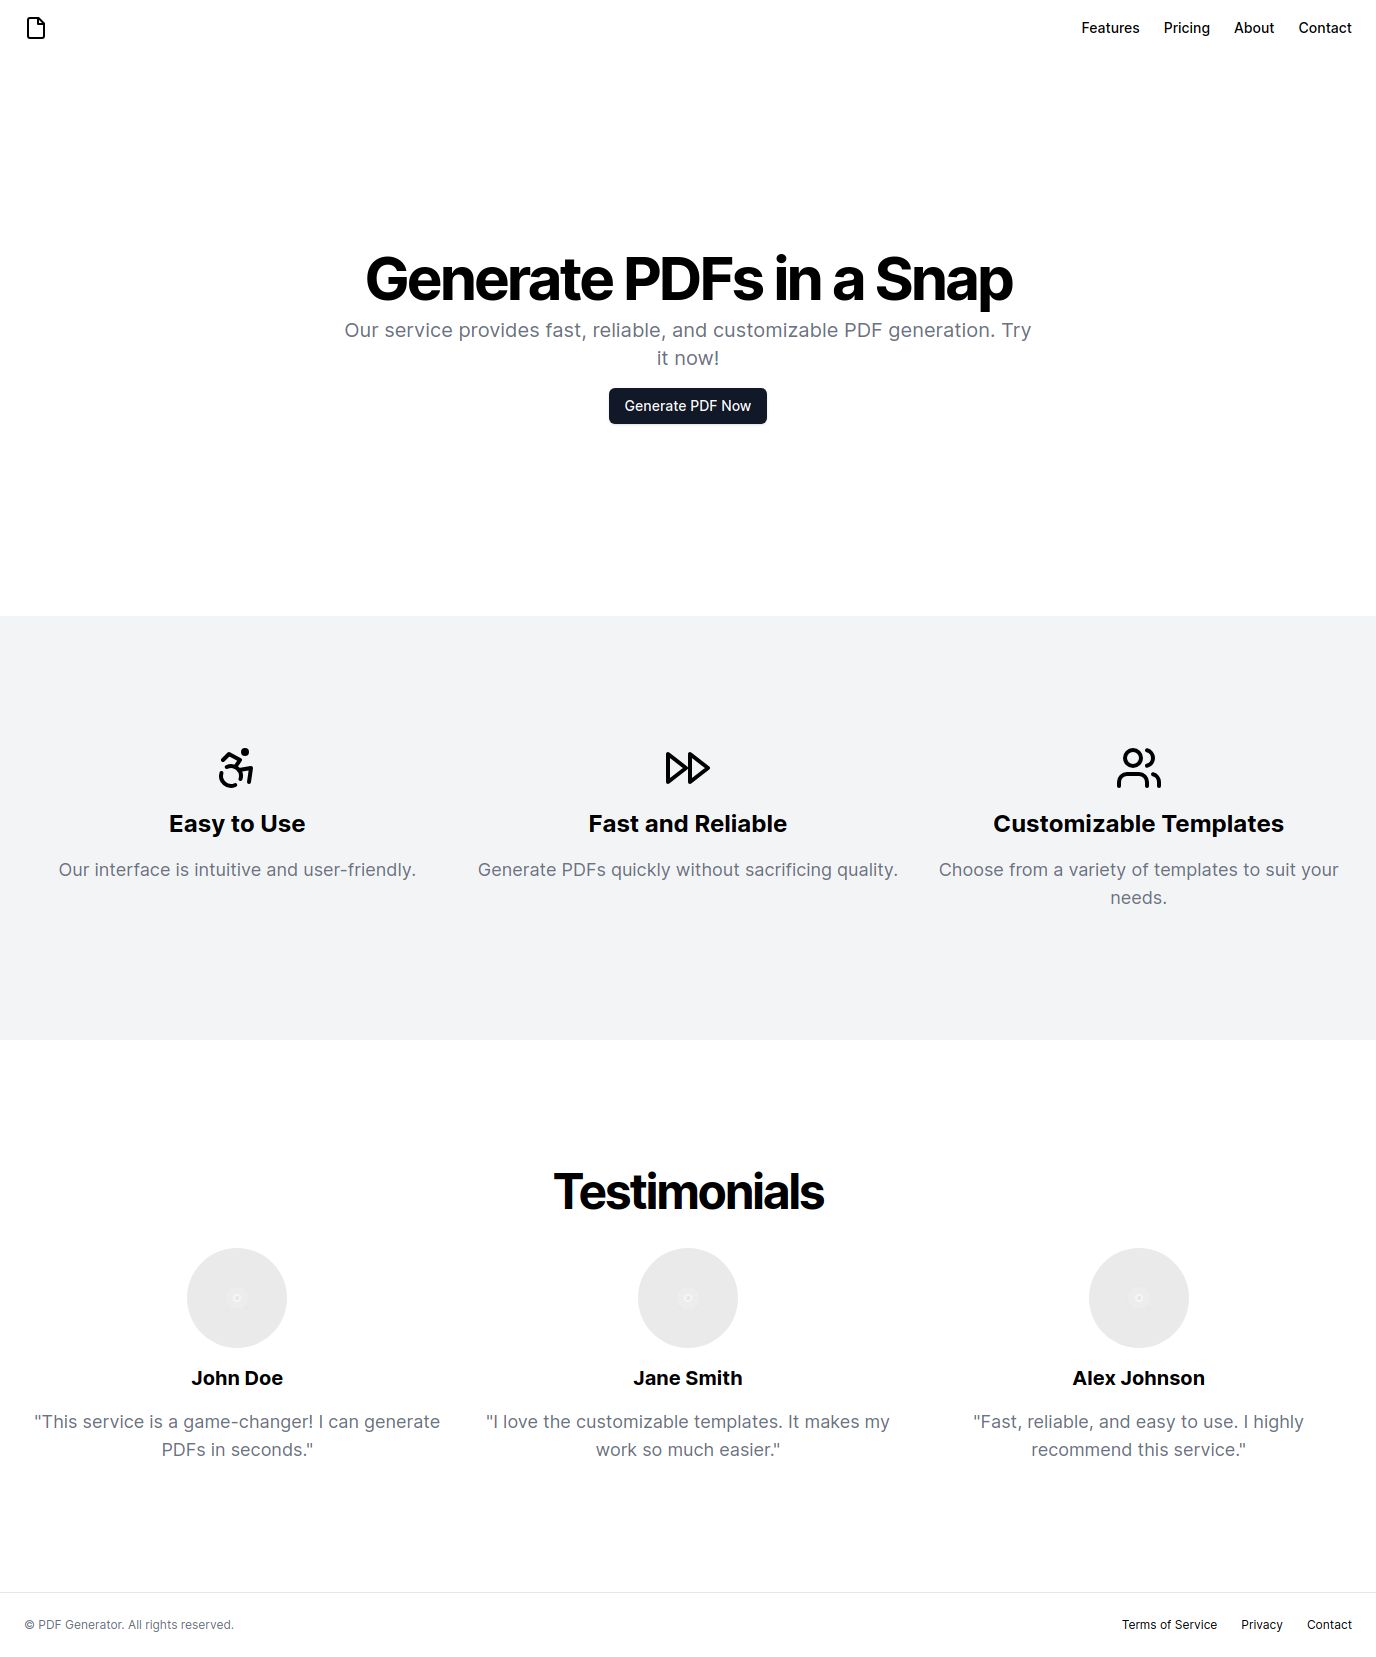 Features Pricing About Contact
Generate PDFs in a Snap
Our service provides fast, reliable, and customizable PDF generation. Try
it now!
Generate PDF Now
Easy to Use
Our interface is intuitive and user-friendly.
Fast and Reliable
Generate PDFs quickly without sacrificing quality.
Customizable Templates
Choose from a variety of templates to suit your
needs.
Testimonials
John Doe
"This service is a game-changer! I can generate
PDFs in seconds."
Jane Smith
"I love the customizable templates. It makes my
work so much easier."
Alex Johnson
"Fast, reliable, and easy to use. I highly
recommend this service."
© PDF Generator. All rights reserved.
Terms of Service Privacy Contact